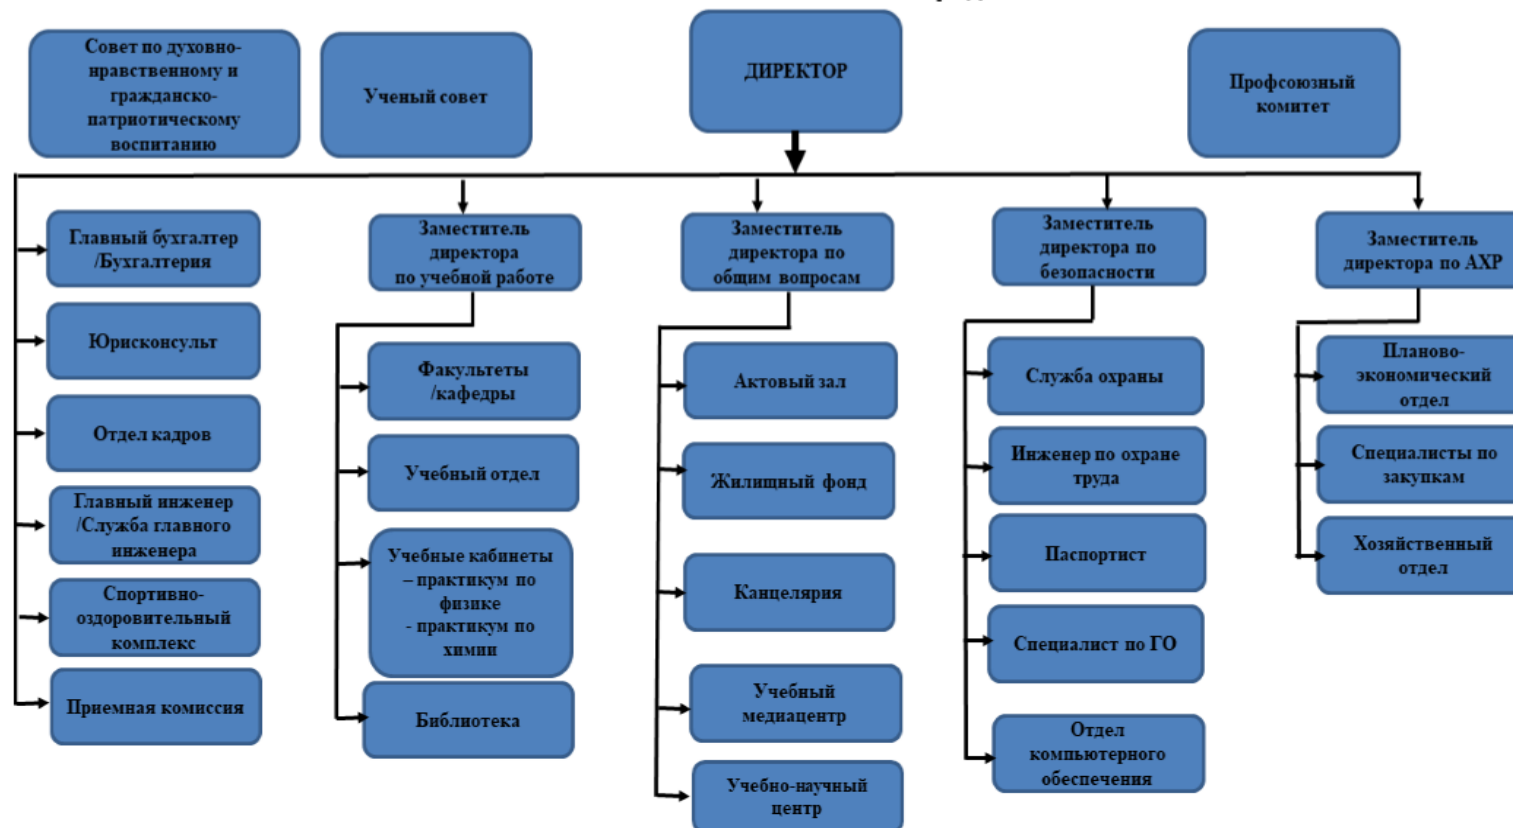 Совет по духовно-
нравственному и
гражданско-
патриотическому
воспитанию
Ученый совет
ДИРЕКТОР
Профсоюзный
комитет
Главный бухгалтер
/Бухгалтерия
Юрисконсульт
Отдел кадров
Главный инженер
/Служба главного
инженера
Спортивно-
оздоровительный
комплекс
Приемная комиссия
Заместитель
директора
по учебной работе
Факультеты
/кафедры
Учебный отдел
Учебные кабинеты
– практикум по
физике
- практикум по
химии
Библиотека
Заместитель
директора по
общим вопросам
Актовый зал
Жилищный фонд
Канцелярия
Учебный
медиацентр
Учебно-научный
центр
Заместитель
директора по
безопасности
Служба охраны
Инженер по охране
труда
Паспортист
Специалист по ГО
Отдел
компьютерного
обеспечения
Заместитель
директора по АХР
Планово-
экономический
отдел
Специалисты по
закупкам
Хозяйственный
отдел